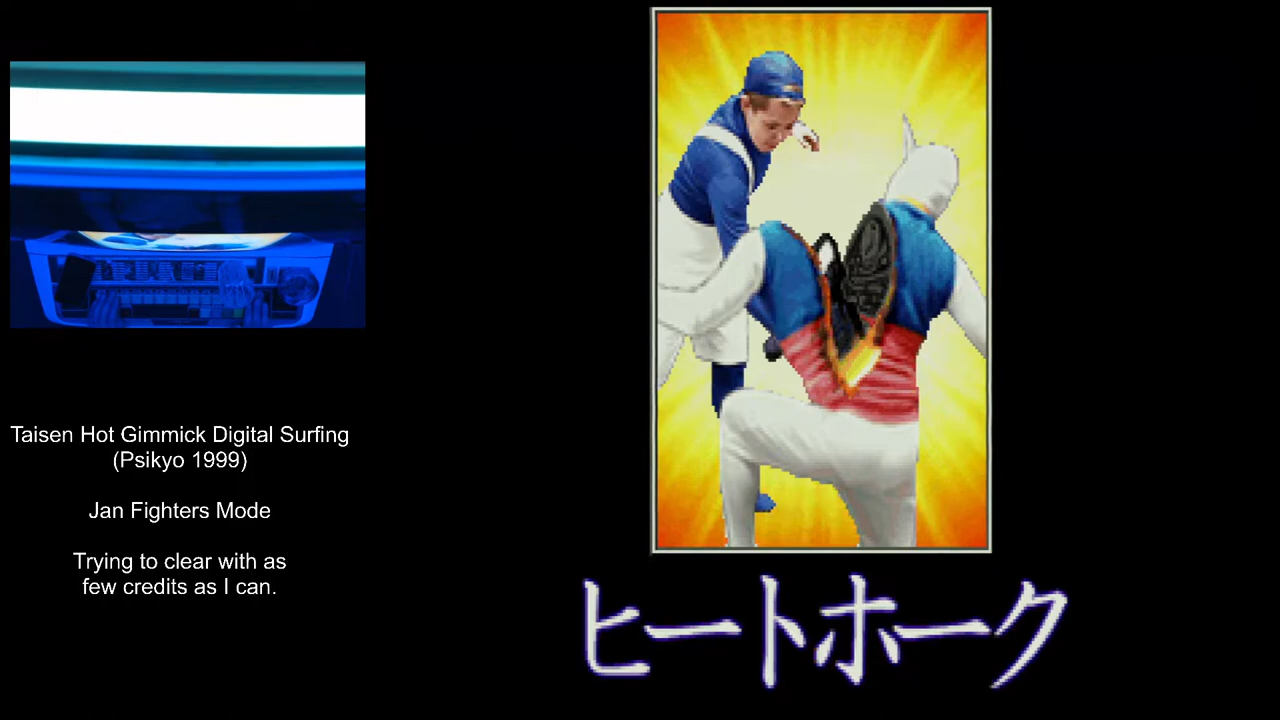 Taisen Hot Gimmick Digital Surfing
(Psikyo 1999)
Jan Fighters Mode
Trying to clear with as
few credits as I can.
ヒートホーク